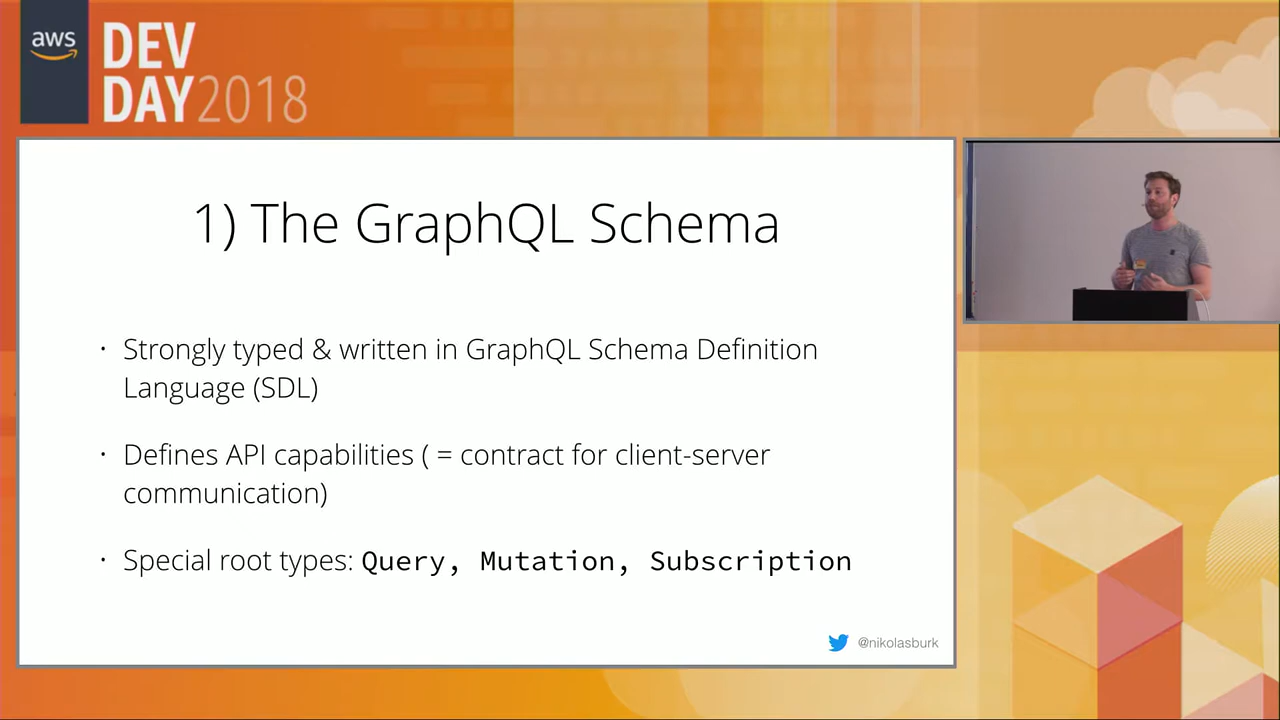 aws
DEV
DAY2018
1) The GraphQL Schema
• Strongly typed & written in GraphQL Schema Definition
Language (SDL)
• Defines API capabilities ( = contract for client-server
communication)
• Special root types: Query, Mutation, Subscription
@nikolasburk